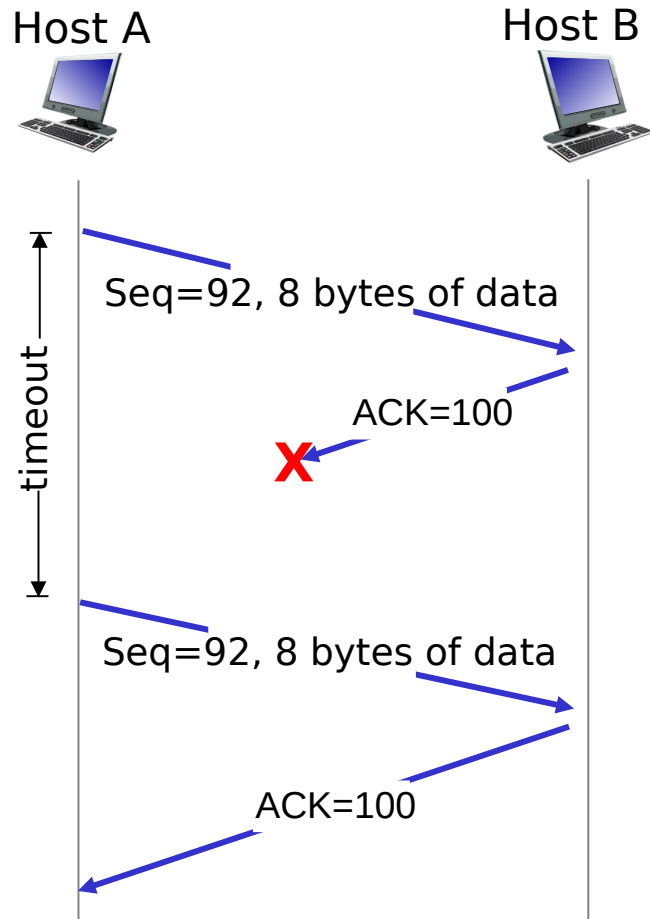 Host A
Host B
Seq=92, 8 bytes of data
ACK=100
timeout
X
Seq=92, 8 bytes of data
ACK=100